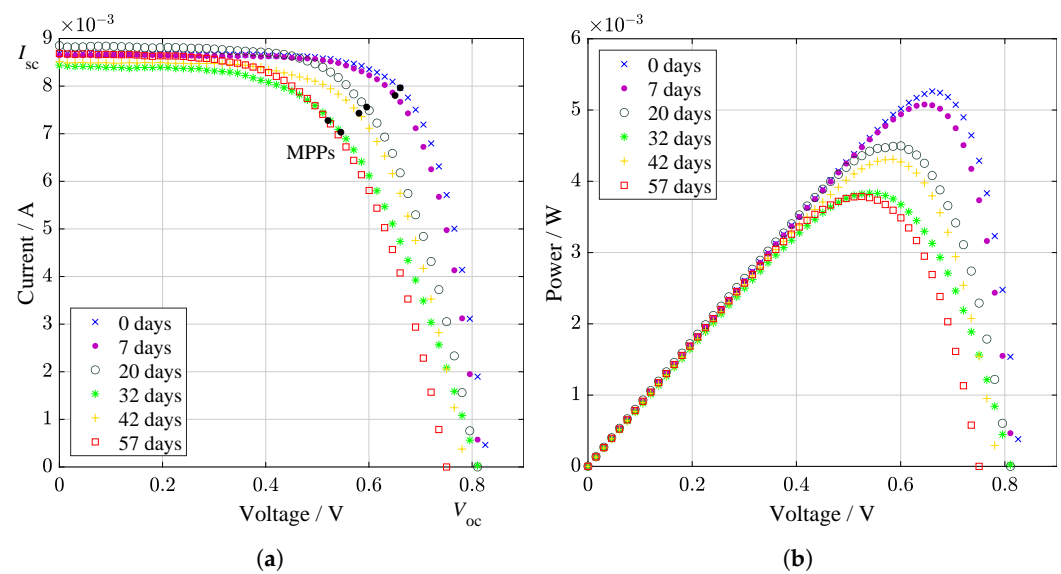 ×10⁻³
9
8
7
6
5
4
3
2
1
0
I_sc
Current / A
MPPs
0 days
7 days
20 days
32 days
42 days
57 days
0 0.2 0.4 0.6 0.8
Voltage / V
V_oc
(a)
×10⁻³
6
4
2
0
Power / W
0 days
7 days
20 days
32 days
42 days
57 days
0 0.2 0.4 0.6 0.8
Voltage / V
(b)